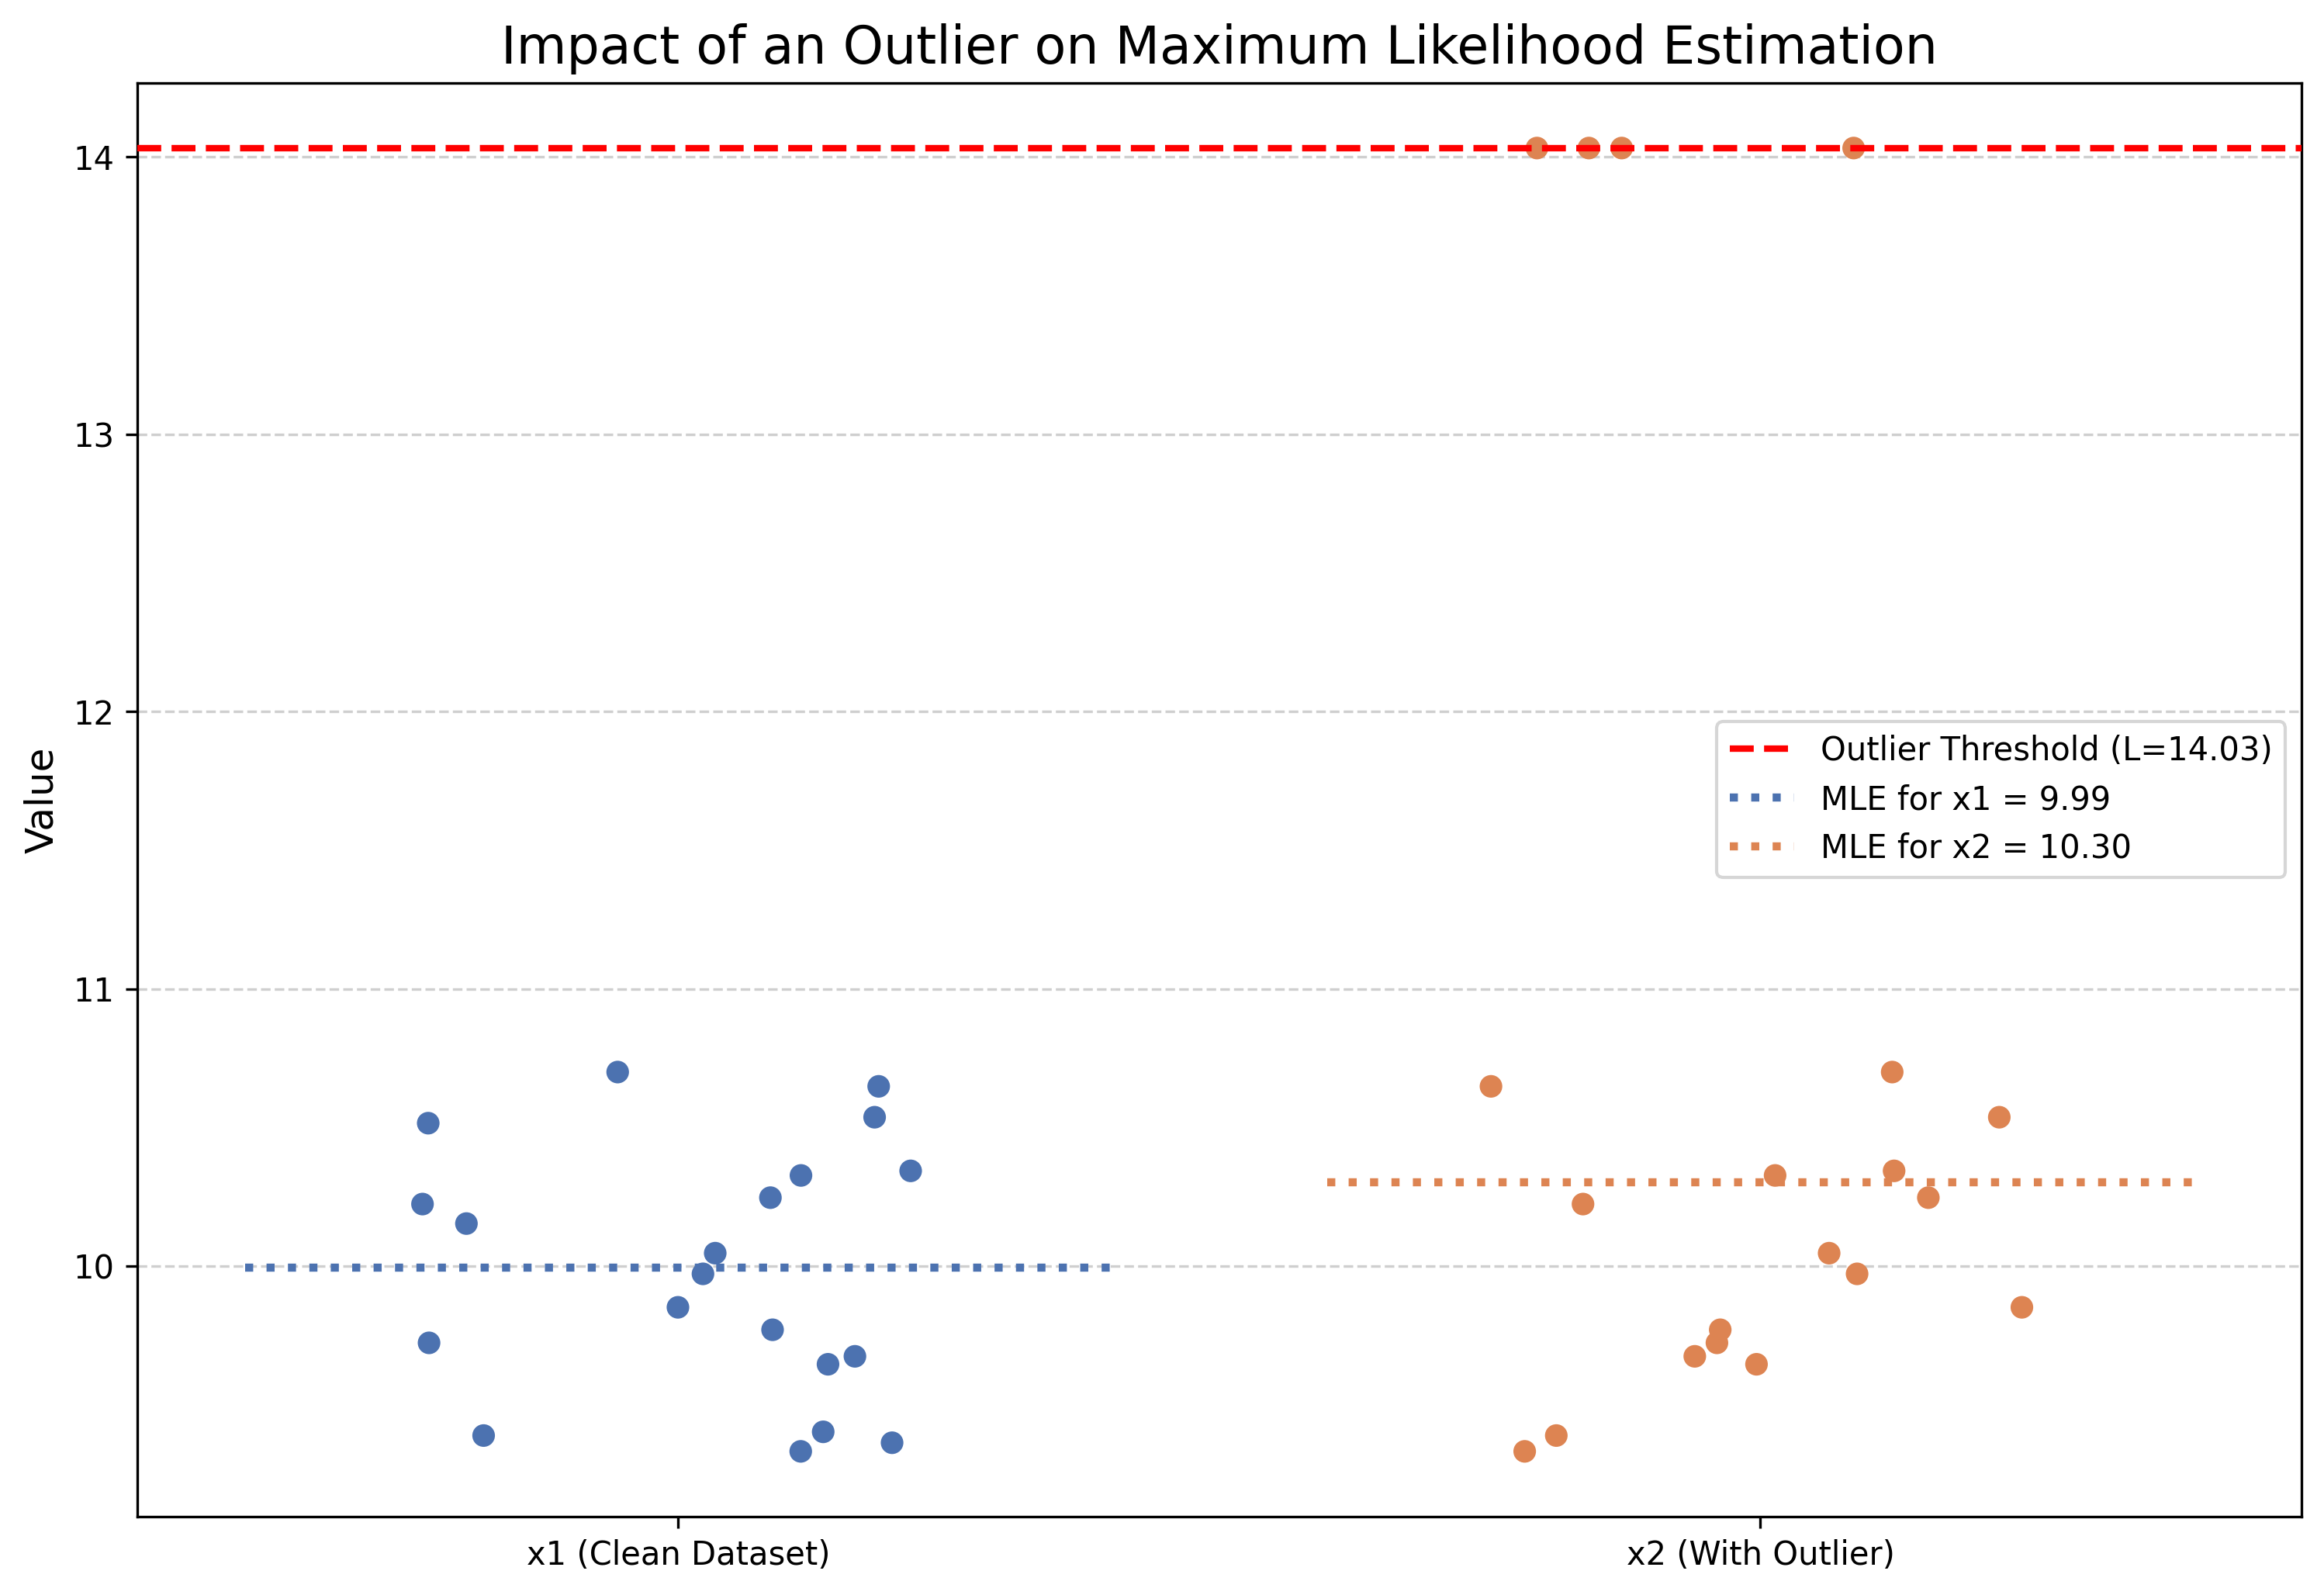 Impact of an Outlier on Maximum Likelihood Estimation
Value
14
13
12
11
10
Outlier Threshold (L=14.03)
MLE for x1 = 9.99
MLE for x2 = 10.30
x1 (Clean Dataset)
x2 (With Outlier)